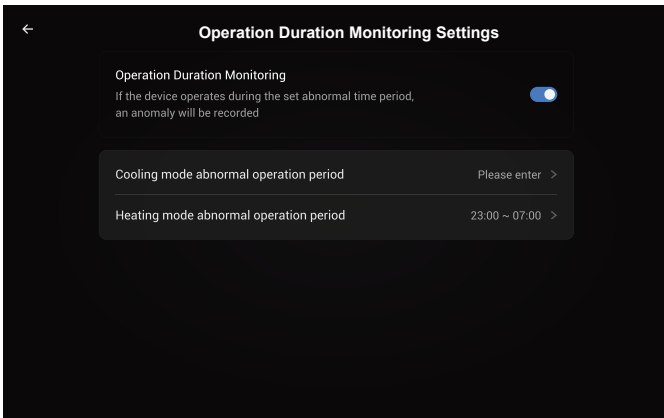 Operation Duration Monitoring Settings
Operation Duration Monitoring
If the device operates during the set abnormal time period,
an anomaly will be recorded
Cooling mode abnormal operation period Please enter >
Heating mode abnormal operation period 23:00 ~ 07:00 >